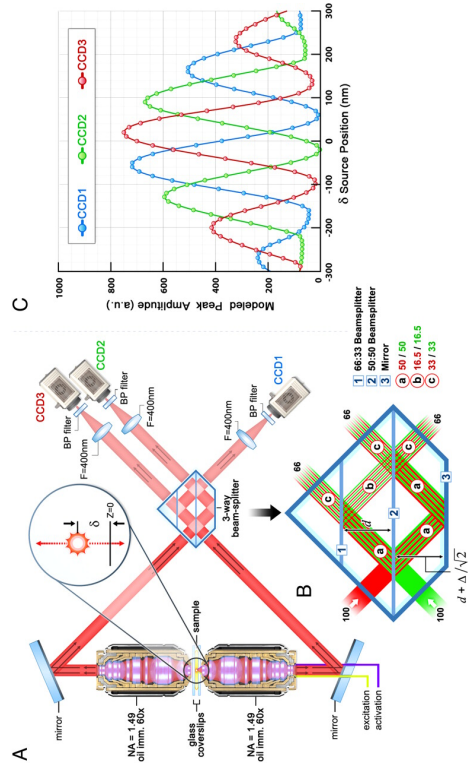 A
mirror
NA = 1.49
oil imm. 60x
glass
coverslips
NA = 1.49
oil imm. 60x
mirror
excitation
activation
sample
δ
Z=0
3-way
beam-splitter
CCD3
BP filter
F=400nm
CCD2
BP filter
F=400nm
CCD1
BP filter
F=400nm
B
100
100
66
66
66
1
2
3
a
a
a
b
c
c
c
c
d
d + Δ/√2
1 66:33 Beamsplitter
2 50:50 Beamsplitter
3 Mirror
a 50 / 50
b 16.5 / 16.5
c 33 / 33
C
CCD1
CCD2
CCD3
Modeled Peak Amplitude (a.u.)
1000
800
600
400
200
0
-300
-200
-100
0
100
200
300
δ Source Position (nm)